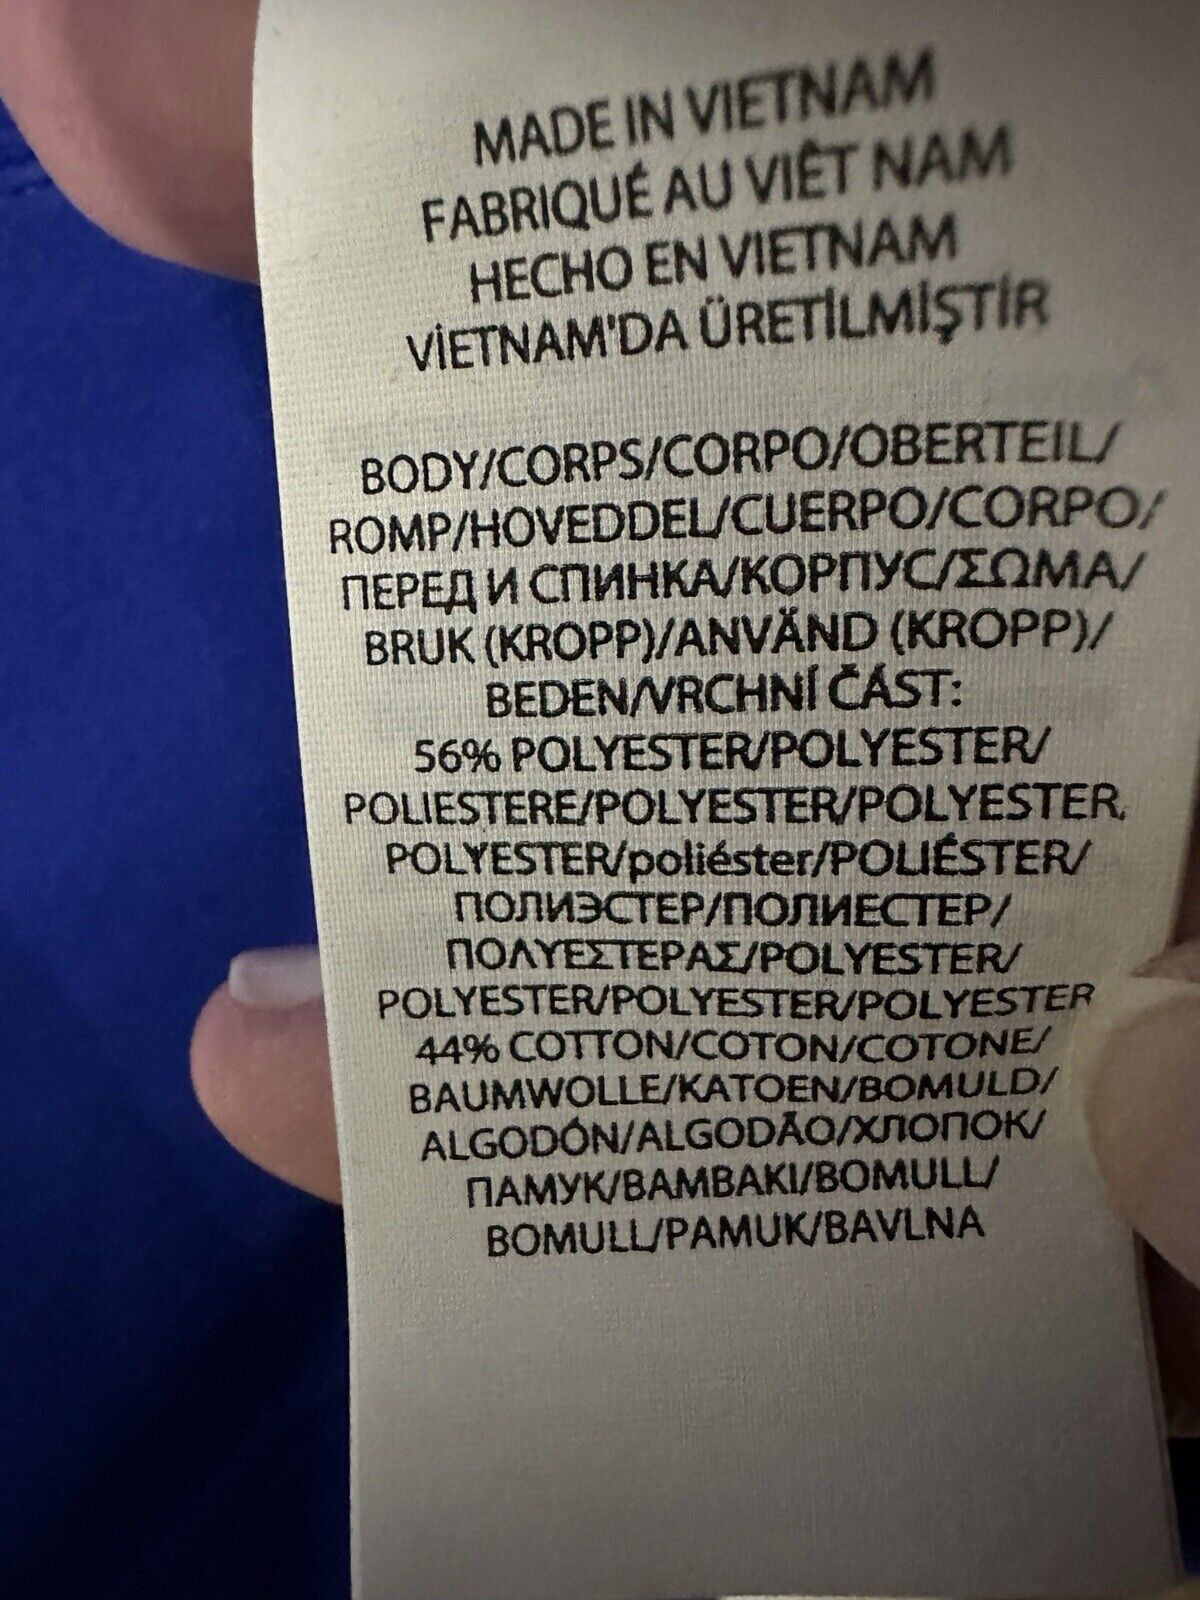 MADE IN VIETNAM
FABRIQUÉ AU VIÊT NAM
HECHO EN VIETNAM
VİETNAM'DA ÜRETİLMİŞTİR
BODY/CORPS/CORPO/OBERTEIL/
ROMP/HOVEDDEL/CUERPO/CORPO/
ПЕРЕД И СПИНКА/КОРПУС/ΣΩΜΑ/
BRUK (KROPP)/ANVÄND (KROPP)/
BEDEN/VRCHNÍ ČÁST:
56% POLYESTER/POLYESTER/
POLIESTERE/POLYESTER/POLYESTER/
POLYESTER/poliéster/POLIÉSTER/
ПОЛИЭСТЕР/ПОЛИЕСТЕР/
ΠΟΛΥΕΣΤΕΡΑΣ/POLYESTER/
POLYESTER/POLYESTER/POLYESTER
44% COTTON/COTON/COTONE/
BAUMWOLLE/KATOEN/BOMULD/
ALGODÓN/ALGODÃO/ХЛОПОК/
ПАМУК/ΒΑΜΒΑΚΙ/BOMULL/
BOMULL/PAMUK/BAVLNA